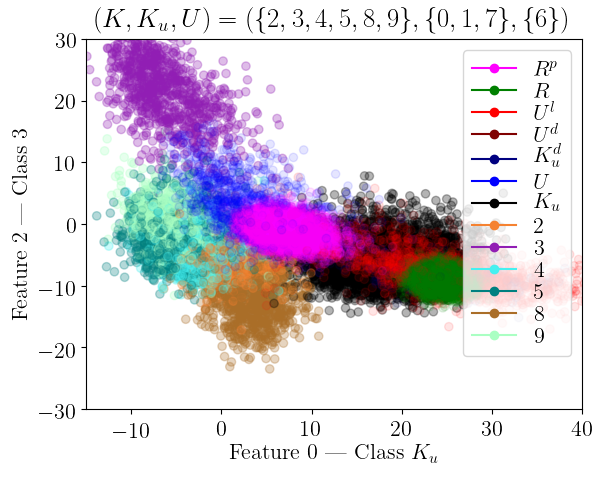 (K, K_u, U) = ({2, 3, 4, 5, 8, 9}, {0, 1, 7}, {6})
Feature 2 — Class 3
30
20
10
0
−10
−20
−30
R^p
R
U^l
U^d
K_u^d
U
K_u
2
3
4
5
8
9
−10
0
10
20
30
40
Feature 0 — Class K_u